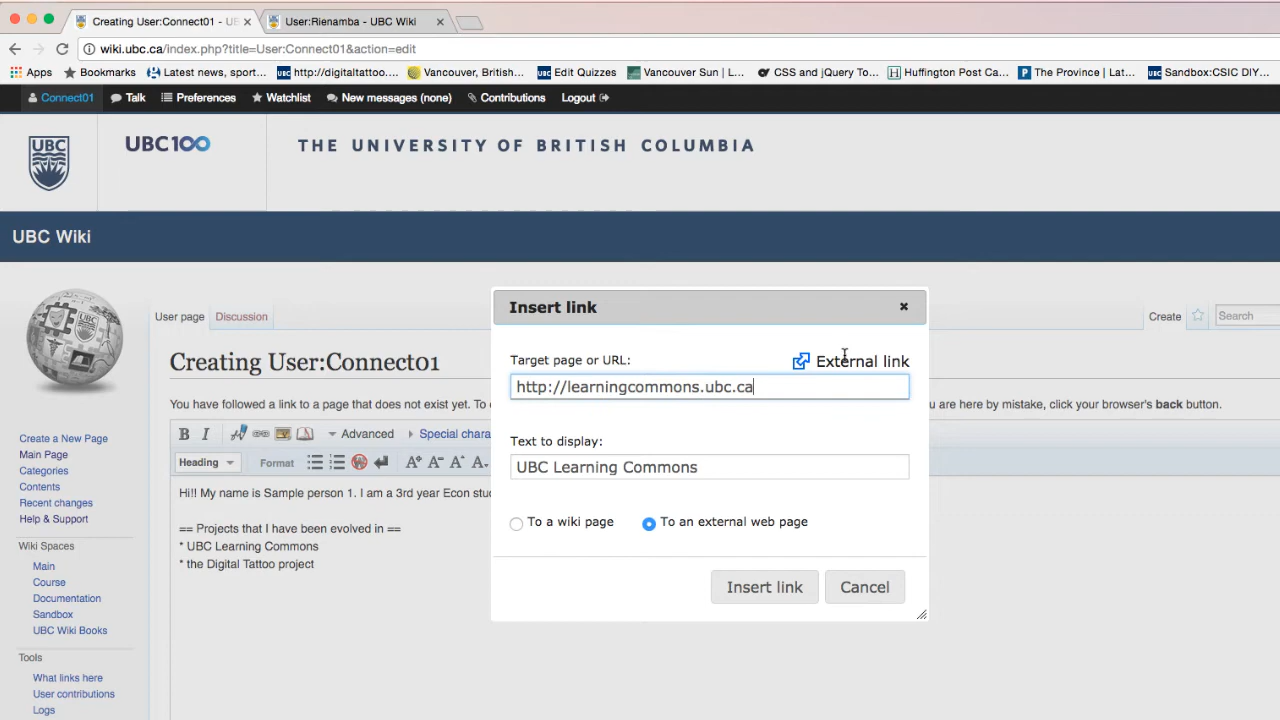 Creating User:Connect01 - UB
User:Rienamba - UBC Wiki
wiki.ubc.ca/index.php?title=User:Connect01&action=edit
Apps Bookmarks Latest news, sport... UBC http://digitaltattoo.... Vancouver, British... UBC Edit Quizzes Vancouver Sun | L... CSS and jQuery To... H Huffington Post Ca... P The Province | Lat... UBC Sandbox:CSIC DIY...
Connect01 Talk Preferences Watchlist New messages (none) Contributions Logout
UBC UBC100 THE UNIVERSITY OF BRITISH COLUMBIA
UBC Wiki
User page Discussion Create Search
Creating User:Connect01
You have followed a link to a page that does not exist yet. To
are here by mistake, click your browser's back button.
B I Advanced Special chara
Heading Format
Hi!! My name is Sample person 1. I am a 3rd year Econ stu
== Projects that I have been evolved in ==
* UBC Learning Commons
* the Digital Tattoo project
Insert link
Target page or URL: External link
http://learningcommons.ubc.ca
Text to display:
UBC Learning Commons
To a wiki page To an external web page
Insert link Cancel
Create a New Page
Main Page
Categories
Contents
Recent changes
Help & Support
Wiki Spaces
Main
Course
Documentation
Sandbox
UBC Wiki Books
Tools
What links here
User contributions
Logs